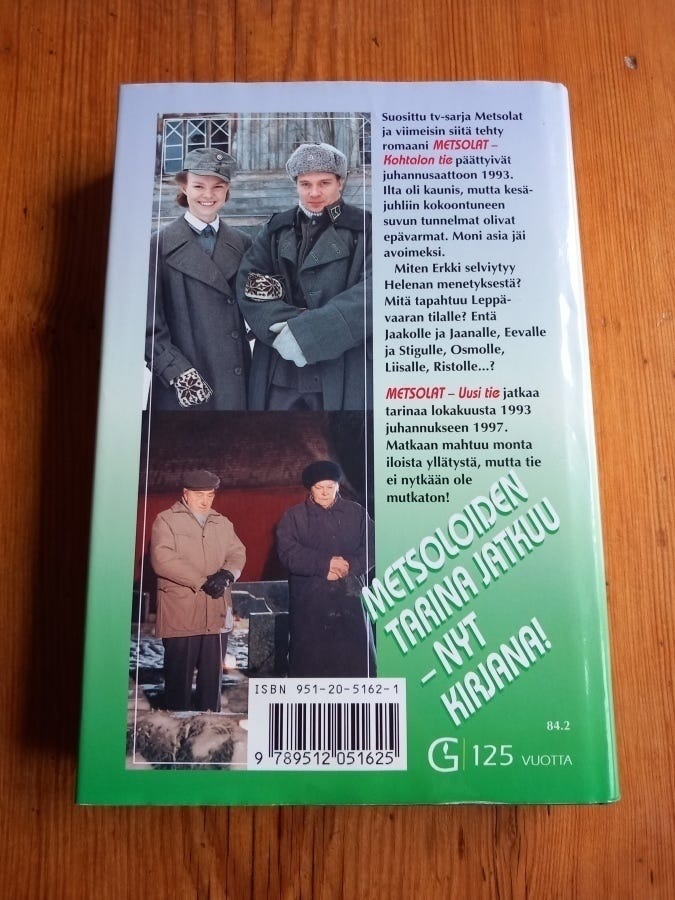 Suosittu tv-sarja Metsolat
ja viimeisin siitä tehty
romaani METSOLAT –
Kohtalon tie päättyivät
juhannusaattoon 1993.
Ilta oli kaunis, mutta kesä-
juhliin kokoontuneen
suvun tunnelmat olivat
epävarmat. Moni asia jäi
avoimeksi.
Miten Erkki selviytyy
Helenan menetyksestä?
Mitä tapahtuu Leppä-
vaaran tilalle? Entä
Jaakolle ja Jaanalle, Eevalle
ja Stigulle, Osmolle,
Liisalle, Ristolle...?
METSOLAT – Uusi tie jatkaa
tarinaa lokakuusta 1993
juhannukseen 1997.
Matkaan mahtuu monta
iloista yllätystä, mutta tie
ei nytkään ole
mutkaton!
METSOLOIDEN
TARINA JATKUU
– NYT
KIRJANA!
ISBN 951-20-5162-1
9 789512 051625
84.2
G 125 VUOTTA